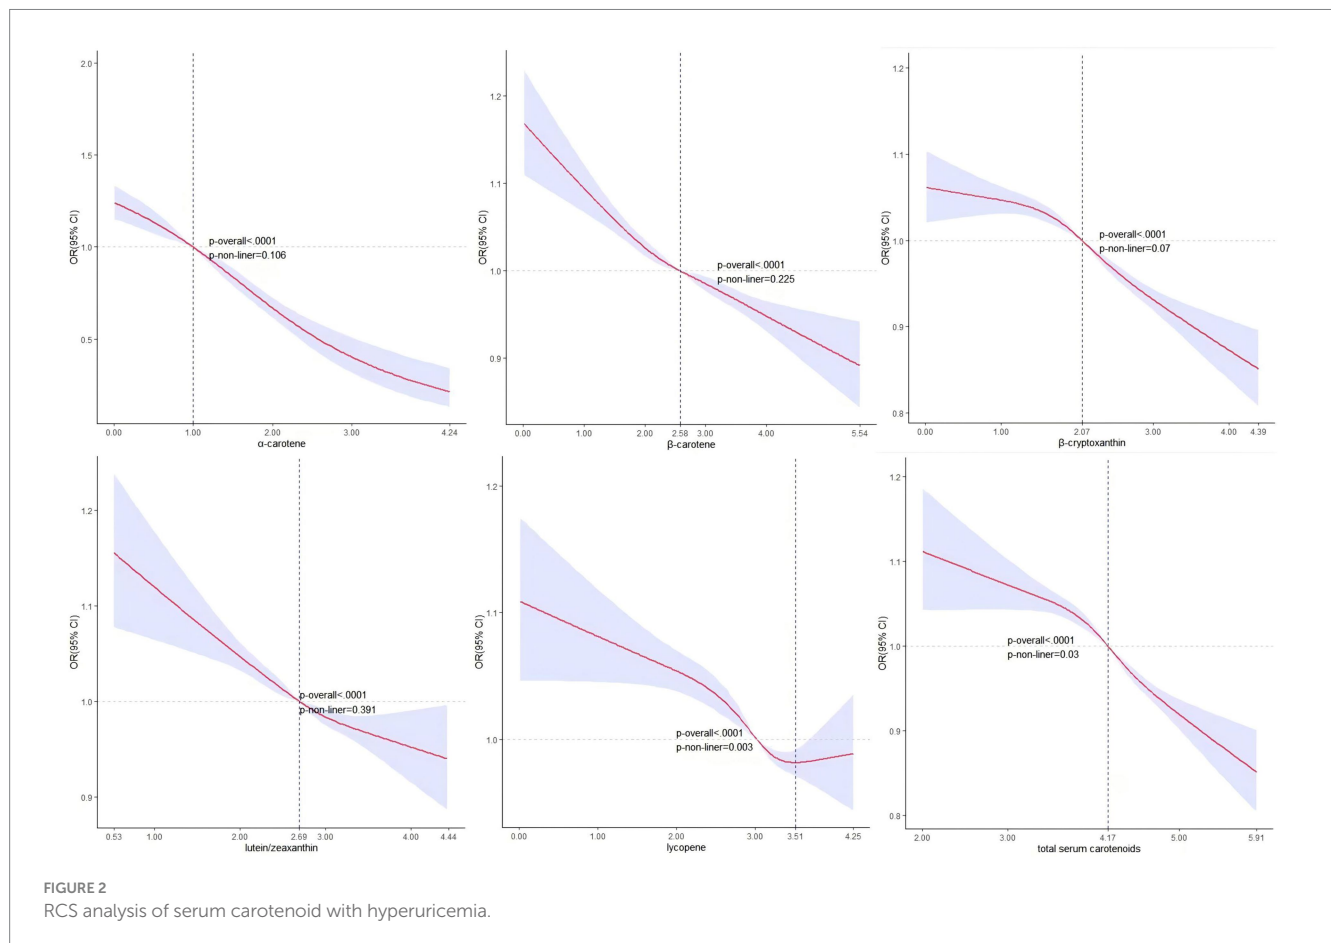 2.0
1.5
1.0
0.5
OR(95% CI)
p-overall<.0001
p-non-liner=0.106
0.00 1.00 2.00 3.00 4.24
α-carotene
1.2
1.1
1.0
0.9
OR(95% CI)
p-overall<.0001
p-non-liner=0.225
0.00 1.00 2.00 2.58 3.00 4.00 5.54
β-carotene
1.2
1.1
1.0
0.9
0.8
OR(95% CI)
p-overall<.0001
p-non-liner=0.07
0.00 1.00 2.07 3.00 4.00 4.39
β-cryptoxanthin
1.2
1.1
1.0
0.9
OR(95% CI)
p-overall<.0001
p-non-liner=0.391
0.53 1.00 2.00 2.69 3.00 4.00 4.44
lutein/zeaxanthin
1.2
1.1
1.0
OR(95% CI)
p-overall<.0001
p-non-liner=0.003
0.00 1.00 2.00 3.00 3.51 4.25
lycopene
1.2
1.1
1.0
0.9
0.8
OR(95% CI)
p-overall<.0001
p-non-liner=0.03
2.00 3.00 4.17 5.00 5.91
total serum carotenoids
FIGURE 2
RCS analysis of serum carotenoid with hyperuricemia.